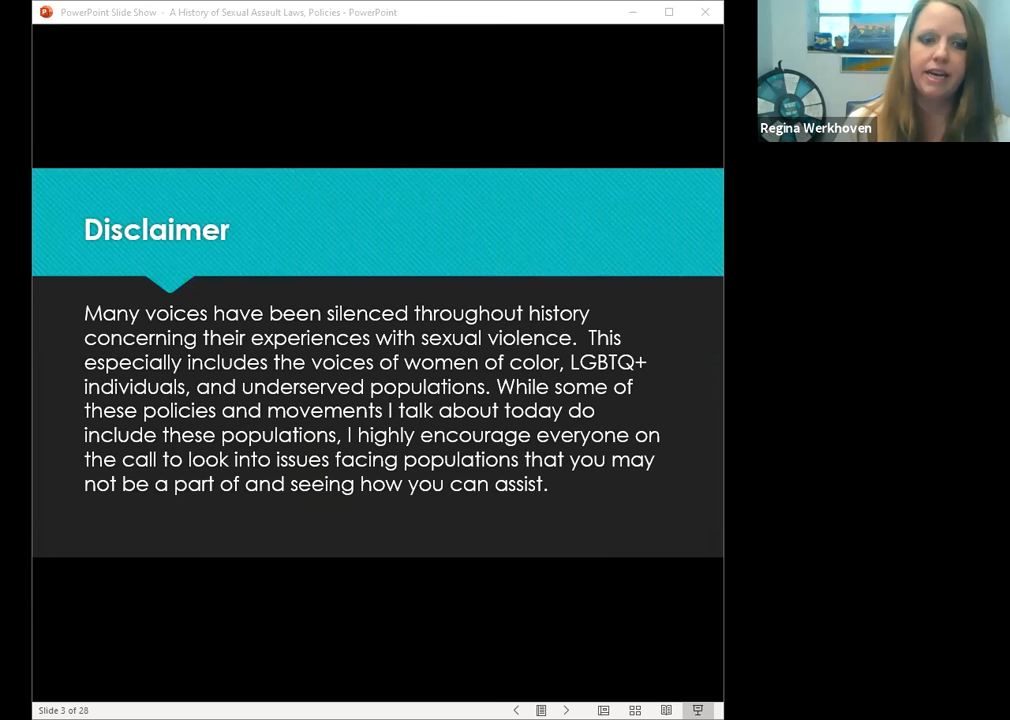 PowerPoint Slide Show - A History of Sexual Assault Laws, Policies - PowerPoint
Regina Werkhoven
Disclaimer
Many voices have been silenced throughout history
concerning their experiences with sexual violence. This
especially includes the voices of women of color, LGBTQ+
individuals, and underserved populations. While some of
these policies and movements I talk about today do
include these populations, I highly encourage everyone on
the call to look into issues facing populations that you may
not be a part of and seeing how you can assist.
Slide 3 of 28